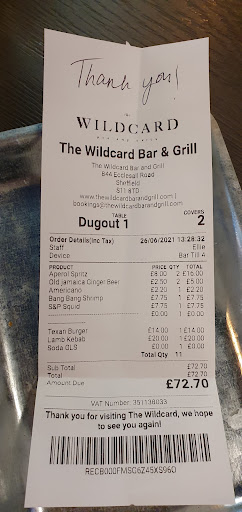 Thank you!
WILDCARD
BAR AND GRILL
The Wildcard Bar & Grill
The Wildcard Bar and Grill
844 Ecclesall Road
Sheffield
S11 8TD
www.thewildcardbarandgrill.com |
bookings@thewildcardbarandgrill.com
TABLE COVERS
Dugout 1 2
Order Details(Inc Tax) 26/06/2021 13:28:32
Staff Ellie
Device Bar Till 4
PRODUCT PRICE QTY TOTAL
Aperol Spritz £8.00 2 £16.00
Old Jamaica Ginger Beer £2.50 2 £5.00
Americano £2.20 1 £2.20
Bang Bang Shrimp £7.75 1 £7.75
S&P Squid £7.75 1 £7.75
£0.00 1 £0.00
Texan Burger £14.00 1 £14.00
Lamb Kebab £20.00 1 £20.00
Soda GLS £0.00 1 £0.00
Total Qty 11
Sub Total £72.70
Total £72.70
Amount Due £72.70
VAT Number: 351138033
Thank you for visiting The Wildcard, we hope
to see you again!
RECB000FMSC6Z45XS96O